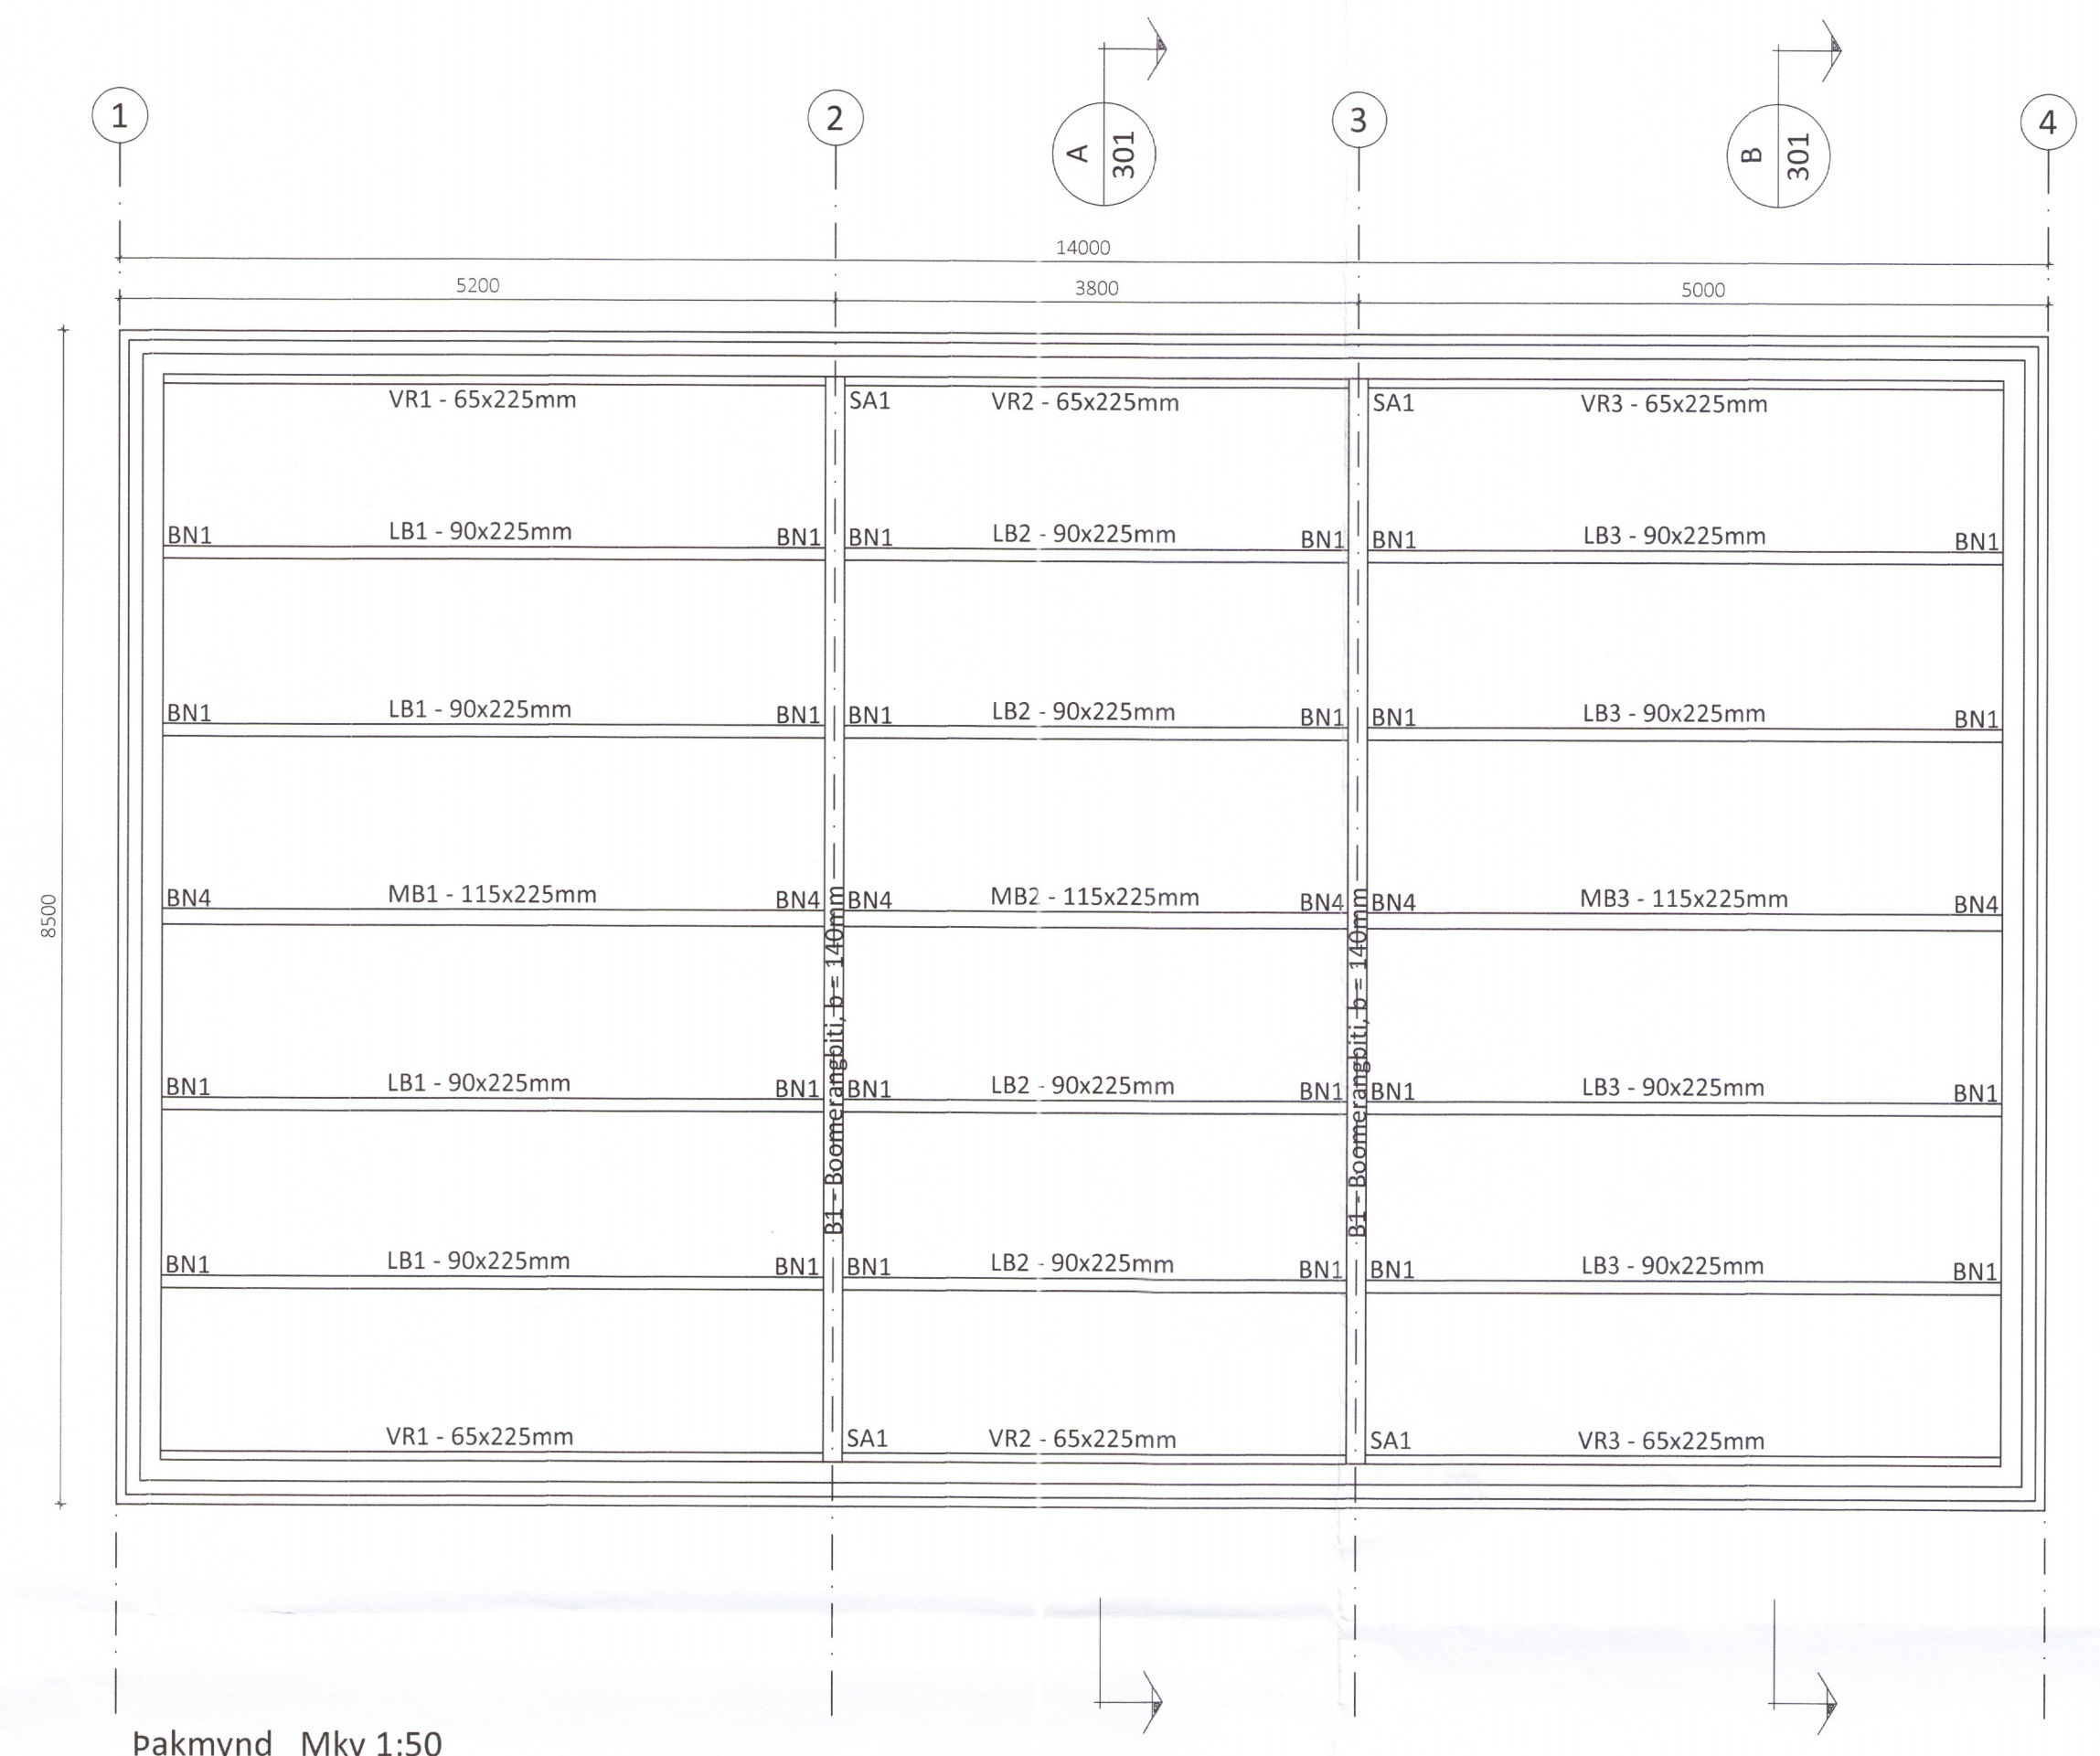 1
2
3
4
A
301
B
301
14000
5200
3800
5000
8500
VR1 - 65x225mm
SA1
VR2 - 65x225mm
SA1
VR3 - 65x225mm
BN1
LB1 - 90x225mm
BN1
BN1
LB2 - 90x225mm
BN1
BN1
LB3 - 90x225mm
BN1
BN1
LB1 - 90x225mm
BN1
BN1
LB2 - 90x225mm
BN1
BN1
LB3 - 90x225mm
BN1
BN4
MB1 - 115x225mm
BN4
BN4
MB2 - 115x225mm
BN4
BN4
MB3 - 115x225mm
BN4
B1 - Boomerangbiti, b = 140mm
B1 - Boomerangbiti, b = 140mm
BN1
LB1 - 90x225mm
BN1
BN1
LB2 - 90x225mm
BN1
BN1
LB3 - 90x225mm
BN1
BN1
LB1 - 90x225mm
BN1
BN1
LB2 - 90x225mm
BN1
BN1
LB3 - 90x225mm
BN1
VR1 - 65x225mm
SA1
VR2 - 65x225mm
SA1
VR3 - 65x225mm
Þakmynd Mkv 1:50